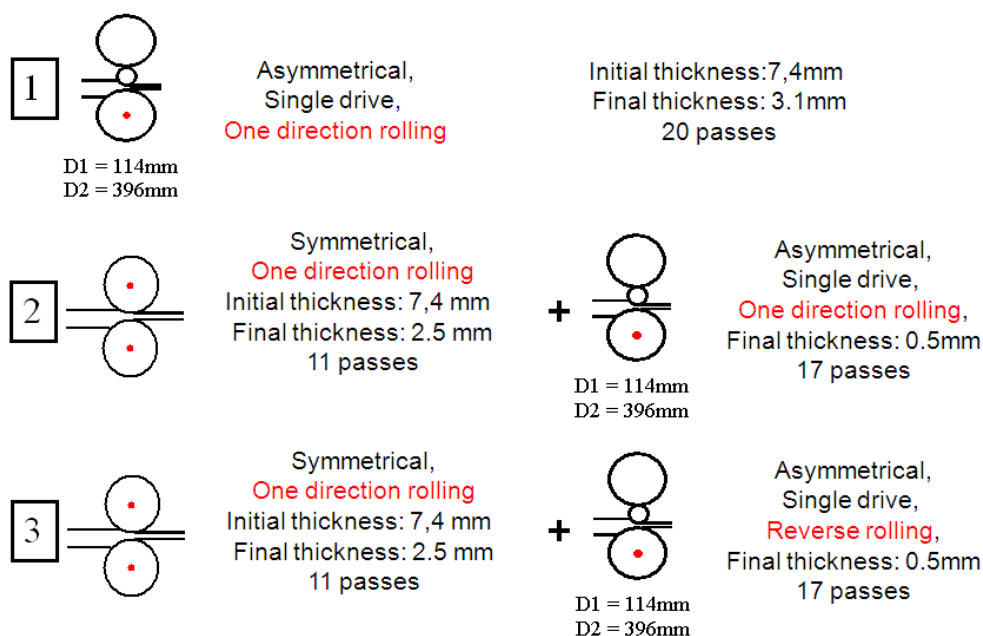 1
Asymmetrical,
Single drive,
One direction rolling
Initial thickness:7,4mm
Final thickness: 3.1mm
20 passes
D1 = 114mm
D2 = 396mm
2
Symmetrical,
One direction rolling
Initial thickness: 7,4 mm
Final thickness: 2.5 mm
11 passes
+
Asymmetrical,
Single drive,
One direction rolling,
Final thickness: 0.5mm
17 passes
D1 = 114mm
D2 = 396mm
3
Symmetrical,
One direction rolling
Initial thickness: 7,4 mm
Final thickness: 2.5 mm
11 passes
+
Asymmetrical,
Single drive,
Reverse rolling,
Final thickness: 0.5mm
17 passes
D1 = 114mm
D2 = 396mm